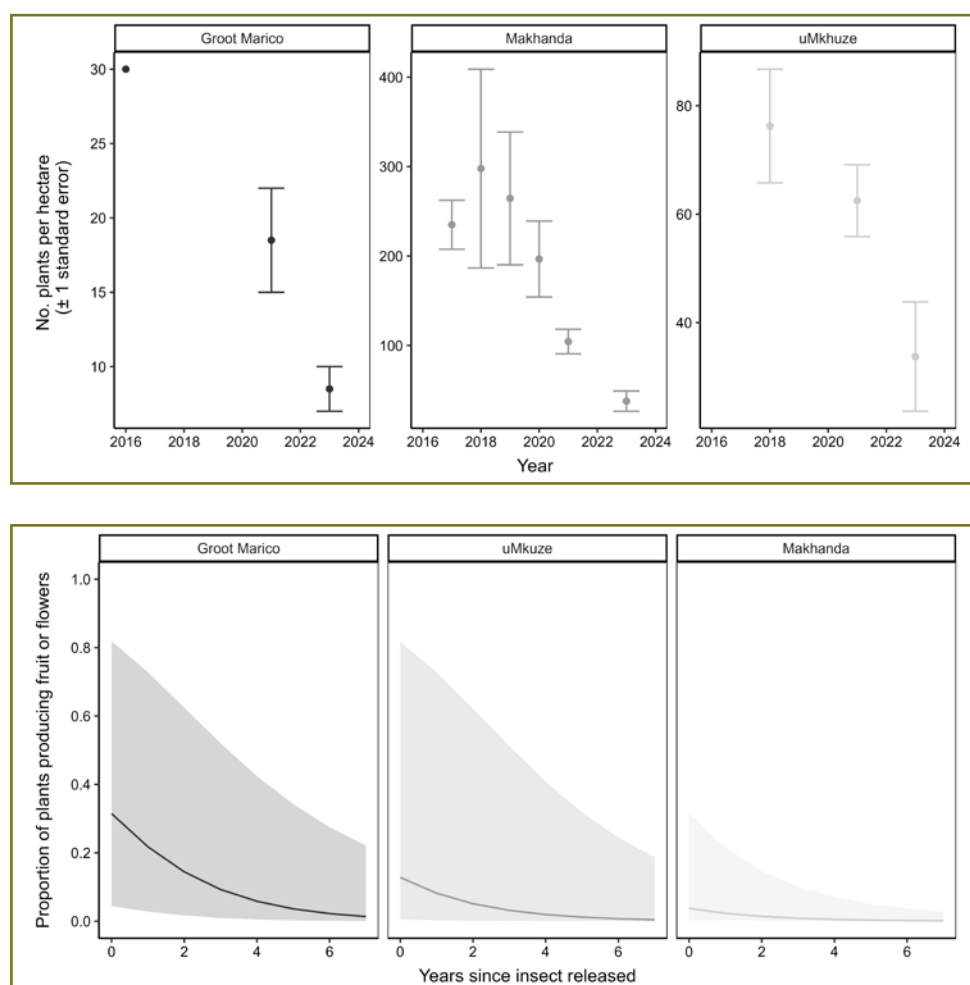 Groot Marico
Makhanda
uMkhuze
No. plants per hectare
(± 1 standard error)
30
25
20
15
10
400
300
200
100
80
60
40
2016 2018 2020 2022 2024
2016 2018 2020 2022 2024
2016 2018 2020 2022 2024
Year
Groot Marico
uMkuze
Makhanda
Proportion of plants producing fruit or flowers
1.0
0.8
0.6
0.4
0.2
0.0
0 2 4 6
0 2 4 6
0 2 4 6
Years since insect released